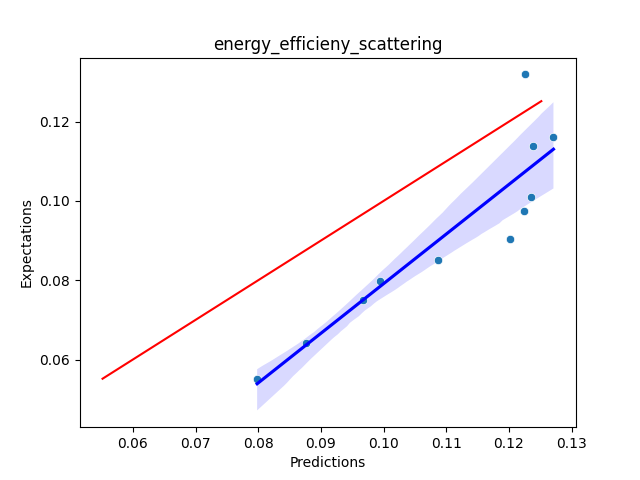 energy_efficieny_scattering
0.12
0.10
0.08
0.06
Expectations
0.06 0.07 0.08 0.09 0.10 0.11 0.12 0.13
Predictions